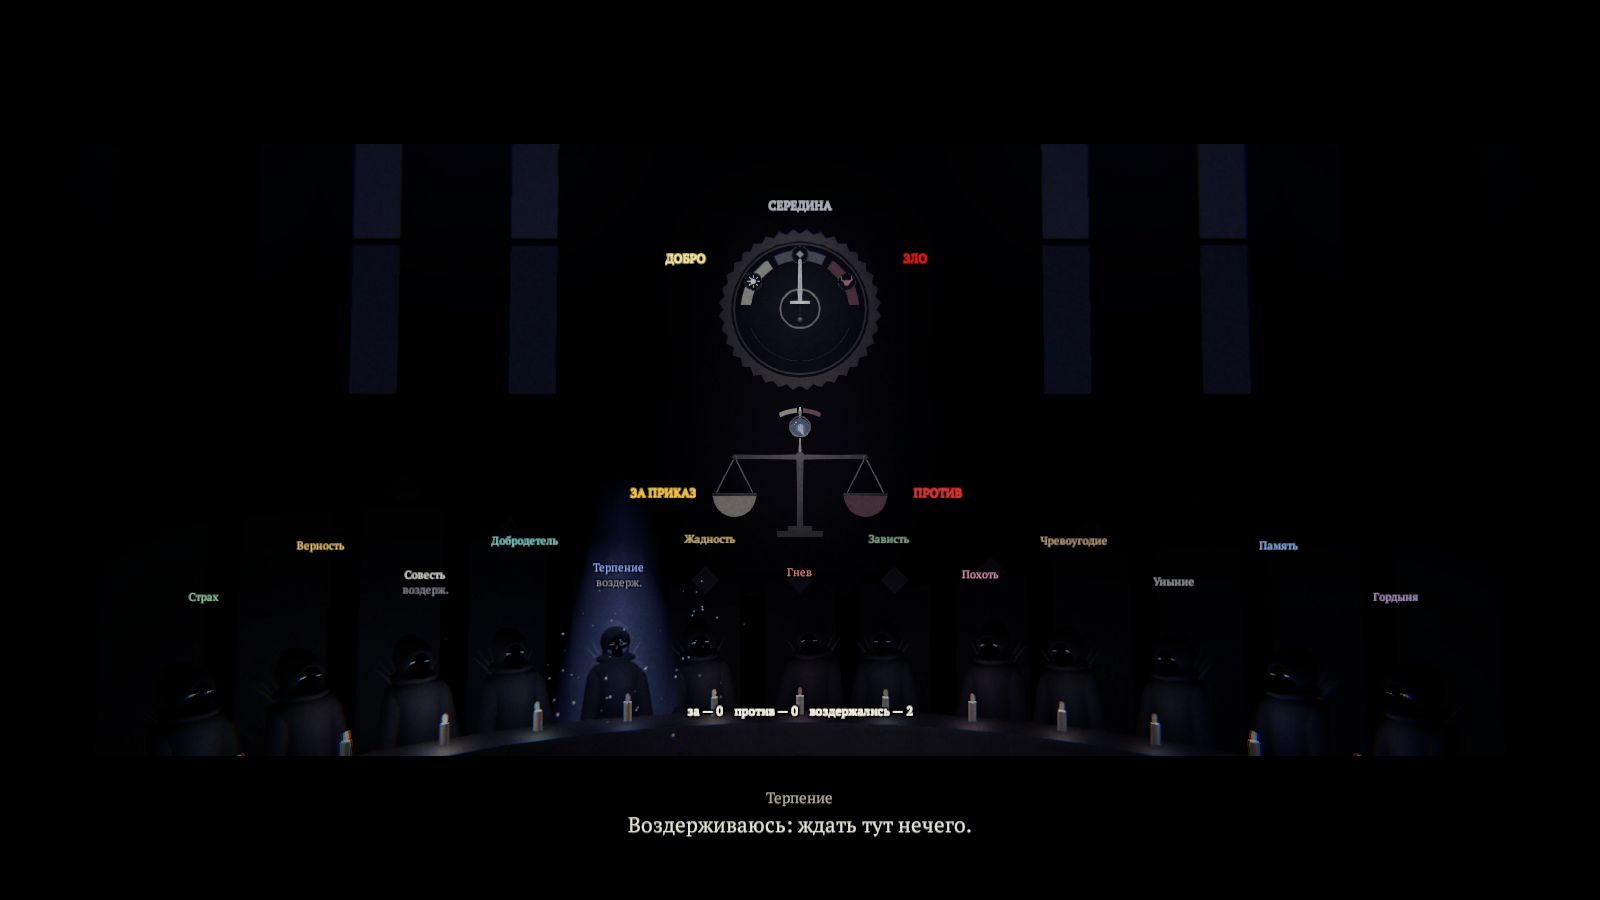 СЕРЕДИНА
ДОБРО
ЗЛО
ЗА ПРИКАЗ
ПРОТИВ
Верность
Добродетель
Жадность
Зависть
Чревоугодие
Память
Совесть
воздерж.
Терпение
воздерж.
Гнев
Похоть
Уныние
Страх
Гордыня
за — 0 против — 0 воздержались — 2
Терпение
Воздерживаюсь: ждать тут нечего.